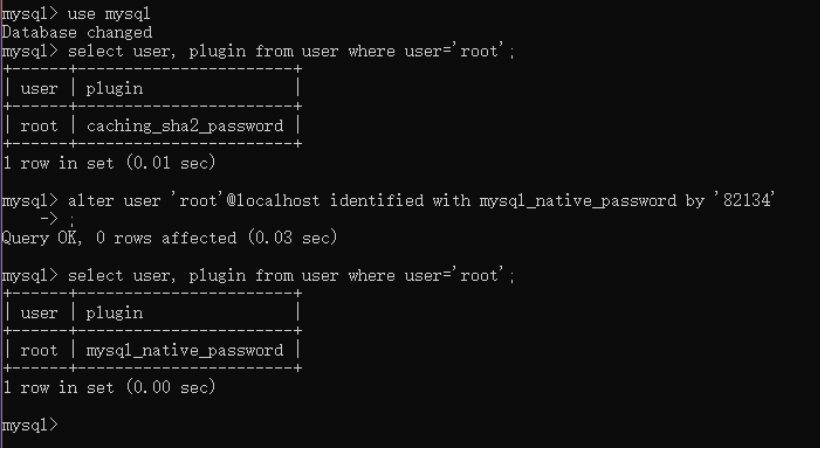 mysql> use mysql
Database changed
mysql> select user, plugin from user where user='root';
+------+-----------------------+
| user | plugin                |
+------+-----------------------+
| root | caching_sha2_password |
+------+-----------------------+
1 row in set (0.01 sec)
mysql> alter user 'root'@localhost identified with mysql_native_password by '82134'
    -> ;
Query OK, 0 rows affected (0.03 sec)
mysql> select user, plugin from user where user='root';
+------+-----------------------+
| user | plugin                |
+------+-----------------------+
| root | mysql_native_password |
+------+-----------------------+
1 row in set (0.00 sec)
mysql>